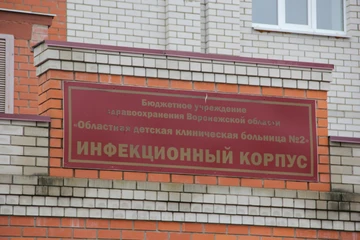 Бюджетное учреждение
здравоохранения Воронежской области
«Областная детская клиническая больница №2»
ИНФЕКЦИОННЫЙ КОРПУС